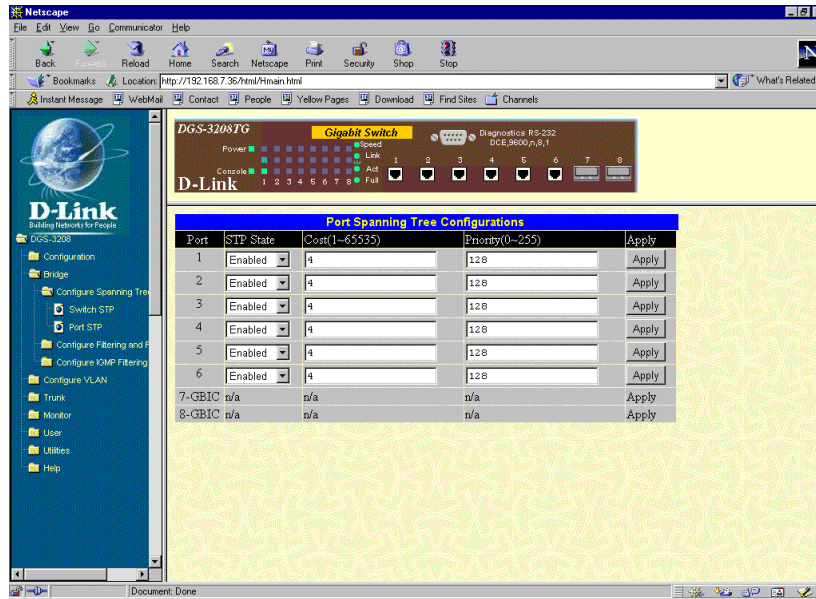 Netscape
File Edit View Go Communicator Help
Back Forward Reload Home Search Netscape Print Security Shop Stop
Bookmarks Location: http://192.168.7.36/html/Hmain.html What's Related
Instant Message WebMail Contact People Yellow Pages Download Find Sites Channels
D-Link
Building Networks for People
DGS-3208
Configuration
Bridge
Configure Spanning Tree
Switch STP
Port STP
Configure Filtering and F
Configure IGMP Filtering
Configure VLAN
Trunk
Monitor
User
Utilities
Help
DGS-3208TG
Gigabit Switch
Diagnostics RS-232
DCE,9600,n,8,1
Power
Speed
Link
Console
Act
Full
D-Link
1 2 3 4 5 6 7 8
1 2 3 4 5 6 7 8
Port Spanning Tree Configurations
Port STP State Cost(1~65535) Priority(0~255) Apply
1 Enabled 4 128 Apply
2 Enabled 4 128 Apply
3 Enabled 4 128 Apply
4 Enabled 4 128 Apply
5 Enabled 4 128 Apply
6 Enabled 4 128 Apply
7-GBIC n/a n/a n/a Apply
8-GBIC n/a n/a n/a Apply
Document: Done